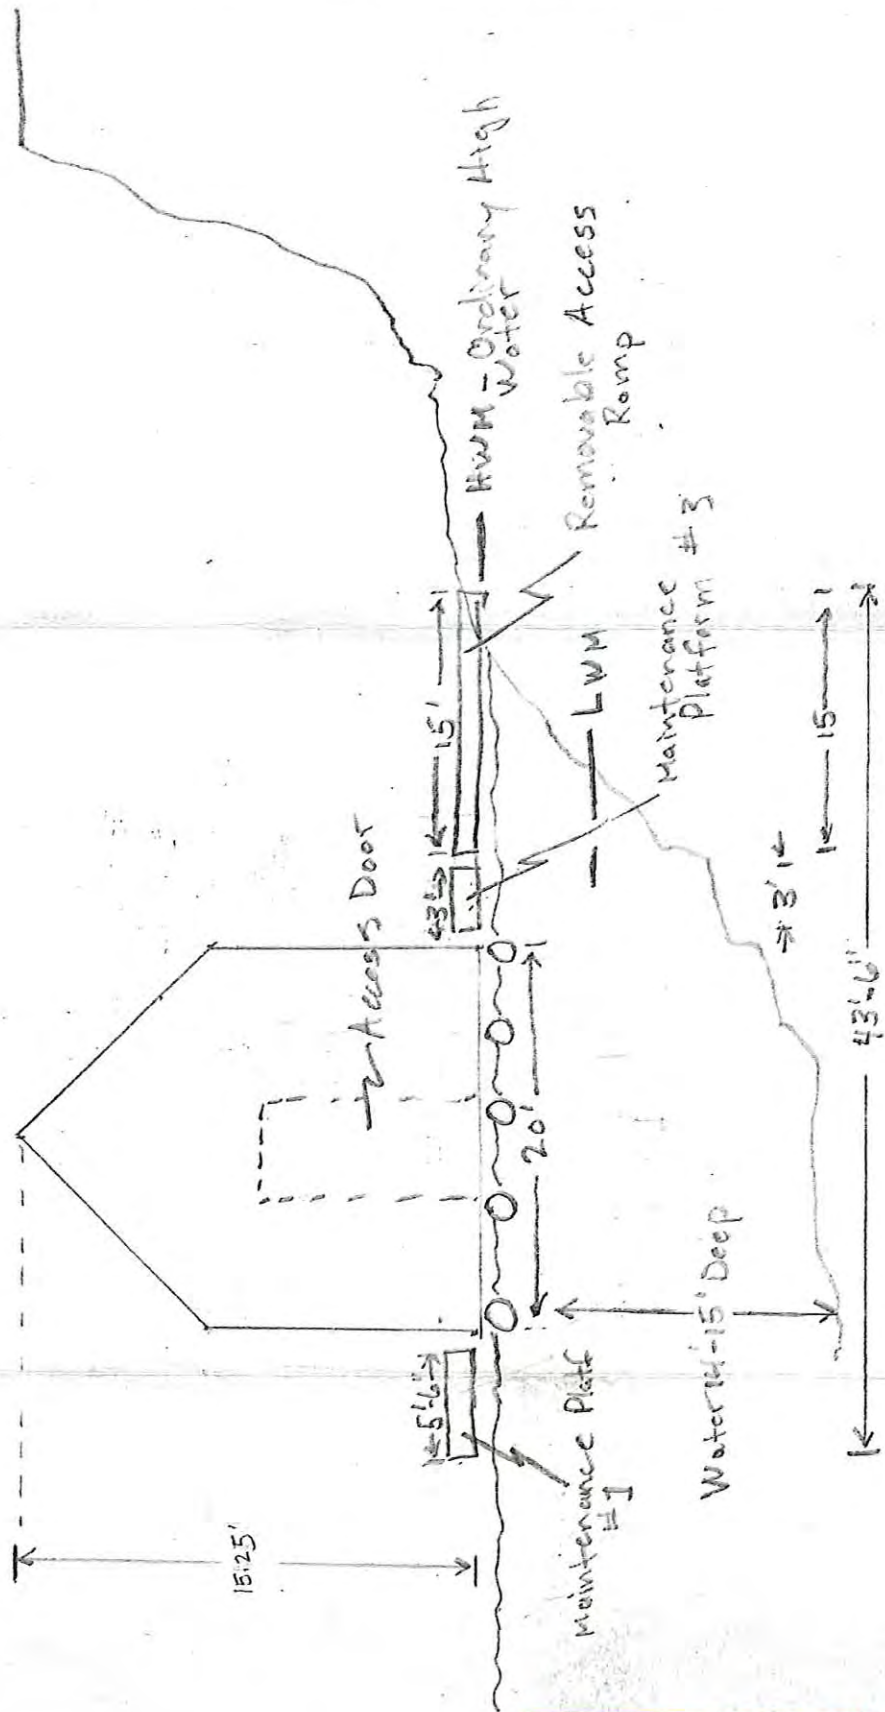 15.25'
Access Door
5'-6"
3'
15'
HWM - Ordinary High
Water
20'
Removable Access
Ramp
LWM
Maintenance Platf
#1
Maintenance
Platform #3
Water 14'-15' Deep
3'
15
43'-6"